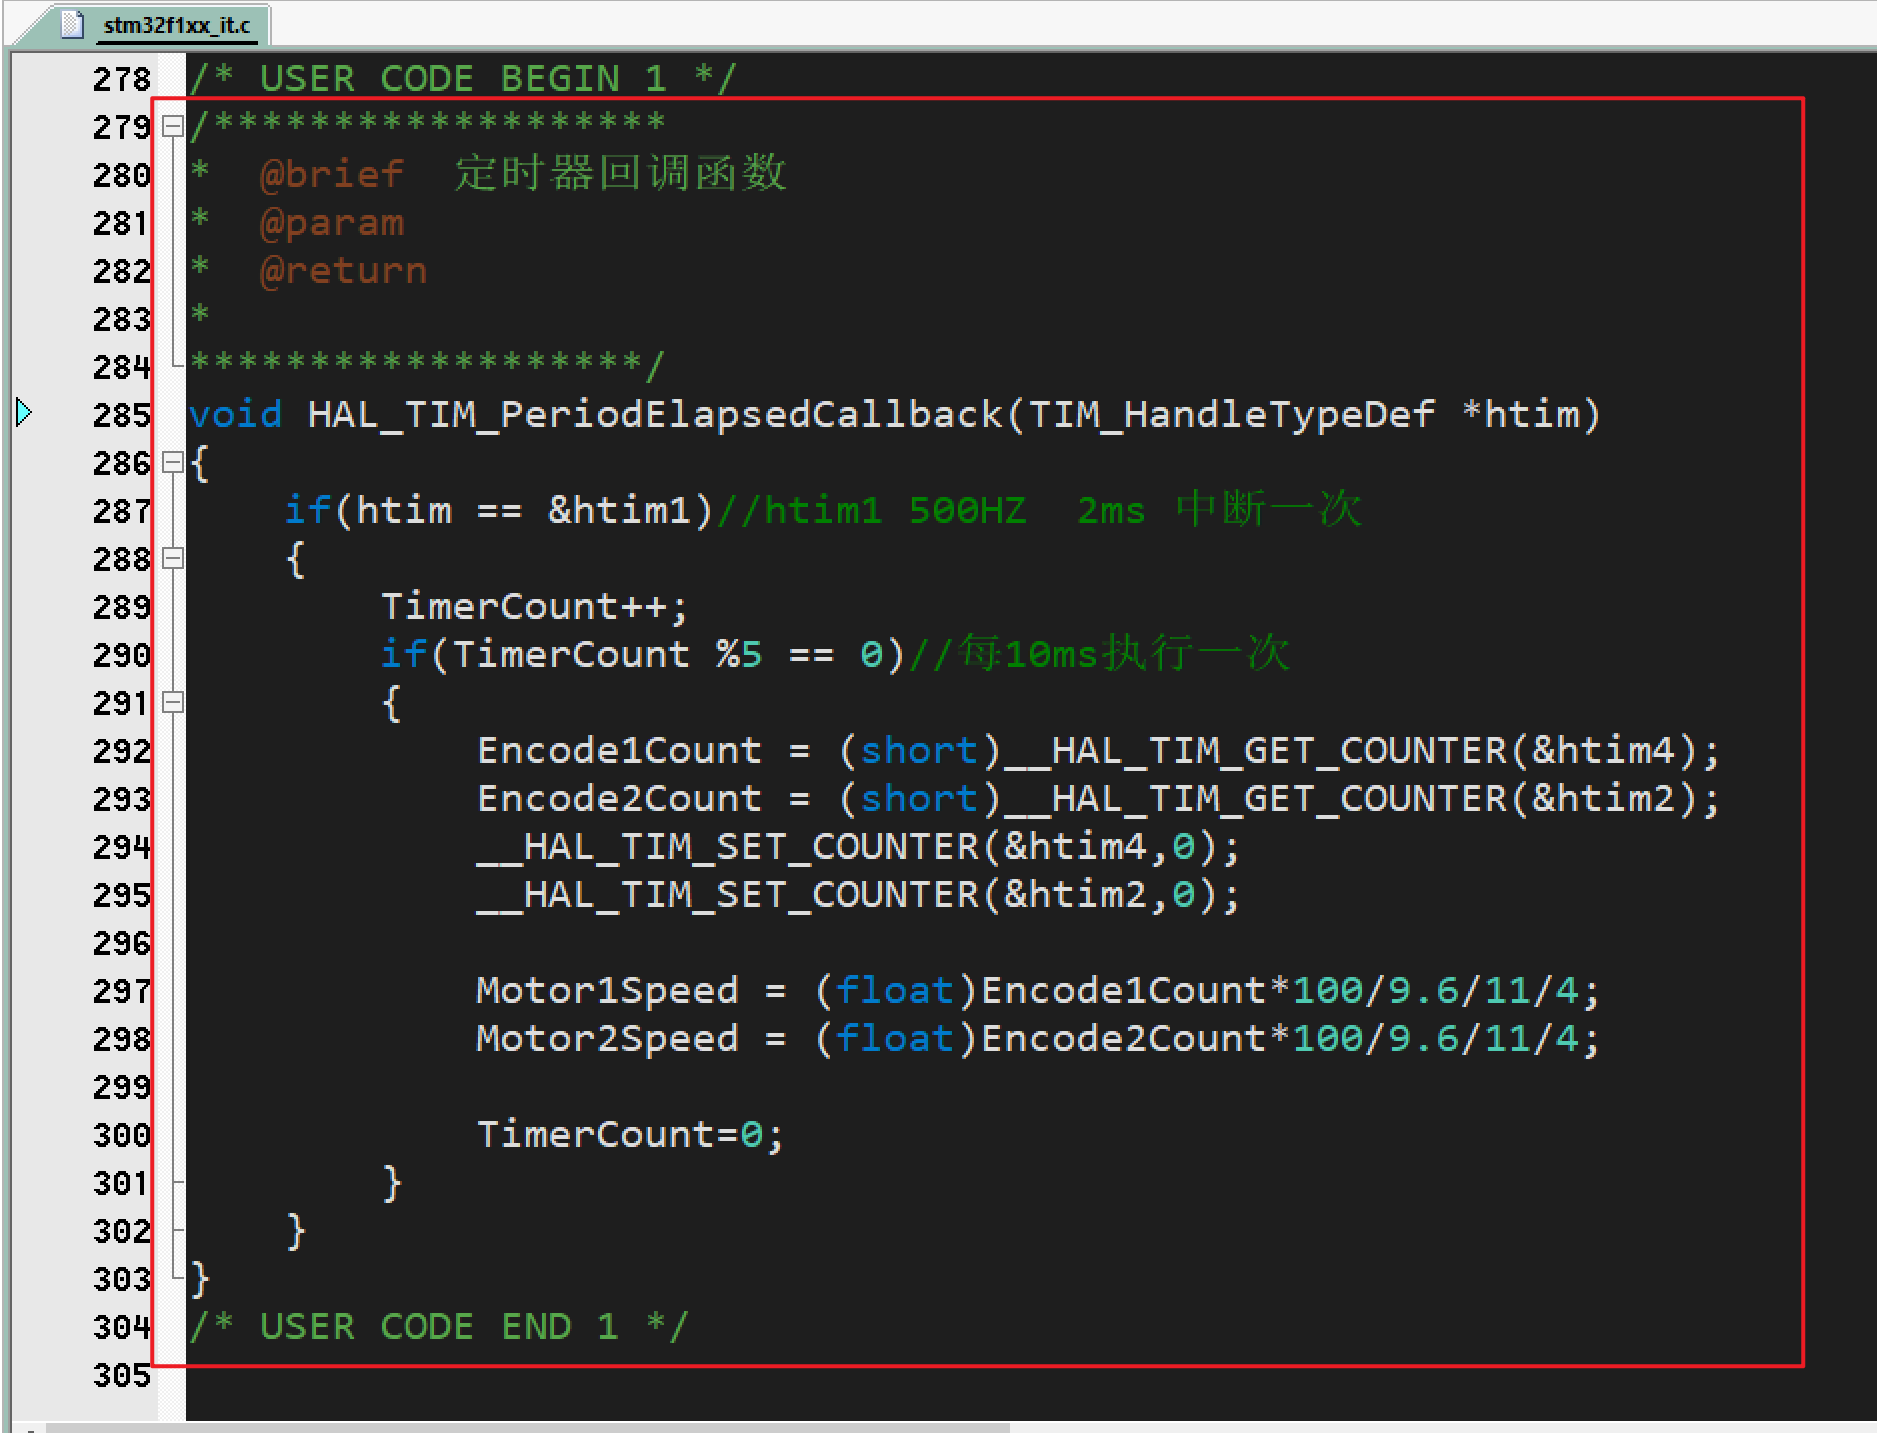 stm32f1xx_it.c
278 /* USER CODE BEGIN 1 */
279 /*******************
280 * @brief 定时器回调函数
281 * @param
282 * @return
283 *
284 *******************/
285 void HAL_TIM_PeriodElapsedCallback(TIM_HandleTypeDef *htim)
286 {
287 if(htim == &htim1)//htim1 500HZ 2ms 中断一次
288 {
289 TimerCount++;
290 if(TimerCount %5 == 0)//每10ms执行一次
291 {
292 Encode1Count = (short)__HAL_TIM_GET_COUNTER(&htim4);
293 Encode2Count = (short)__HAL_TIM_GET_COUNTER(&htim2);
294 __HAL_TIM_SET_COUNTER(&htim4,0);
295 __HAL_TIM_SET_COUNTER(&htim2,0);
296
297 Motor1Speed = (float)Encode1Count*100/9.6/11/4;
298 Motor2Speed = (float)Encode2Count*100/9.6/11/4;
299
300 TimerCount=0;
301 }
302 }
303 }
304 /* USER CODE END 1 */
305